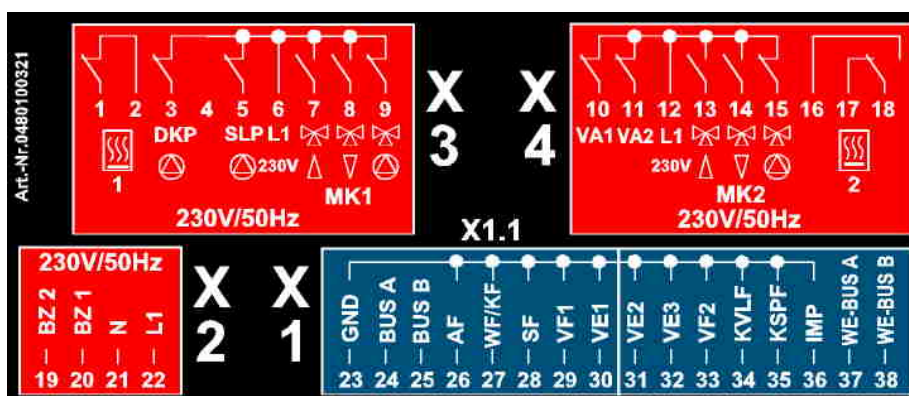 Art.-Nr.0480100321
1 2 3 4 5 6 7 8 9
DKP SLP L1
230V
1
MK1
230V/50Hz
X
3
X
4
10 11 12 13 14 15 16 17 18
VA1 VA2 L1
230V
2
MK2
230V/50Hz
X1.1
230V/50Hz
BZ 2
BZ 1
N
L1
19 20 21 22
X
2
X
1
GND
BUS A
BUS B
AF
WF/KF
SF
VF1
VE1
VE2
VE3
VF2
KVLF
KSPF
IMP
WE-BUS A
WE-BUS B
23 24 25 26 27 28 29 30 31 32 33 34 35 36 37 38